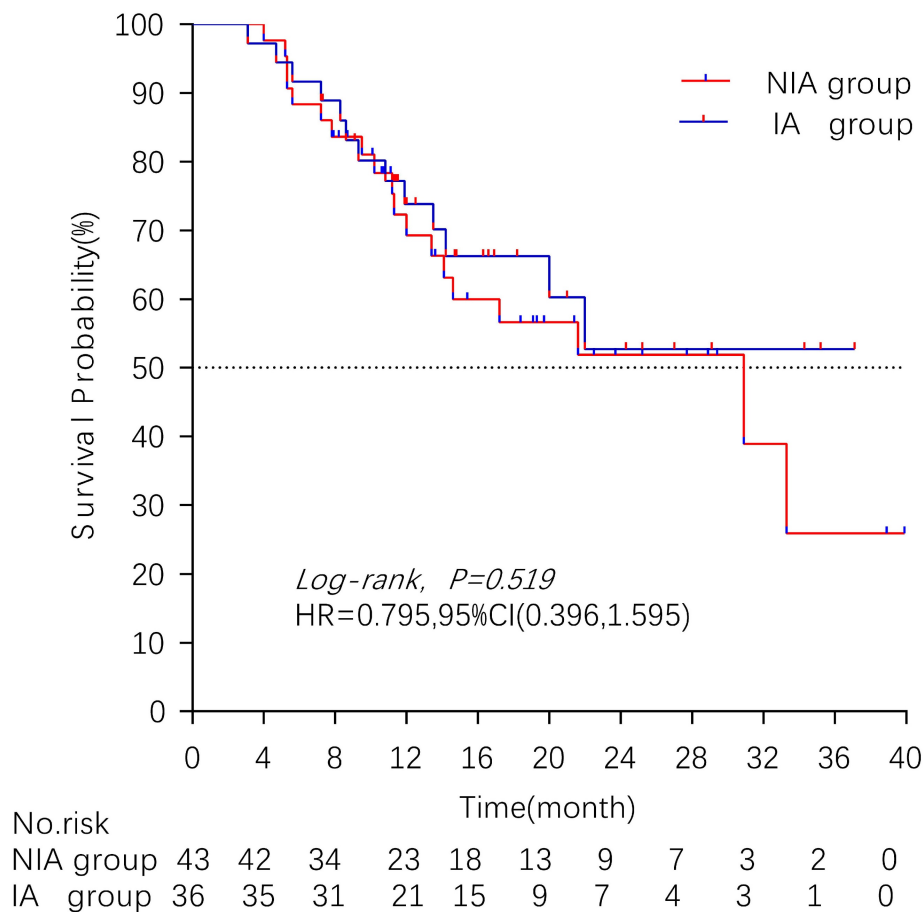 100
90
80
70
60
50
40
30
20
10
0
Survival Probability(%)
NIA group
IA group
Log-rank, P=0.519
HR=0.795,95%CI(0.396,1.595)
0 4 8 12 16 20 24 28 32 36 40
Time(month)
No.risk
NIA group 43 42 34 23 18 13 9 7 3 2 0
IA group 36 35 31 21 15 9 7 4 3 1 0